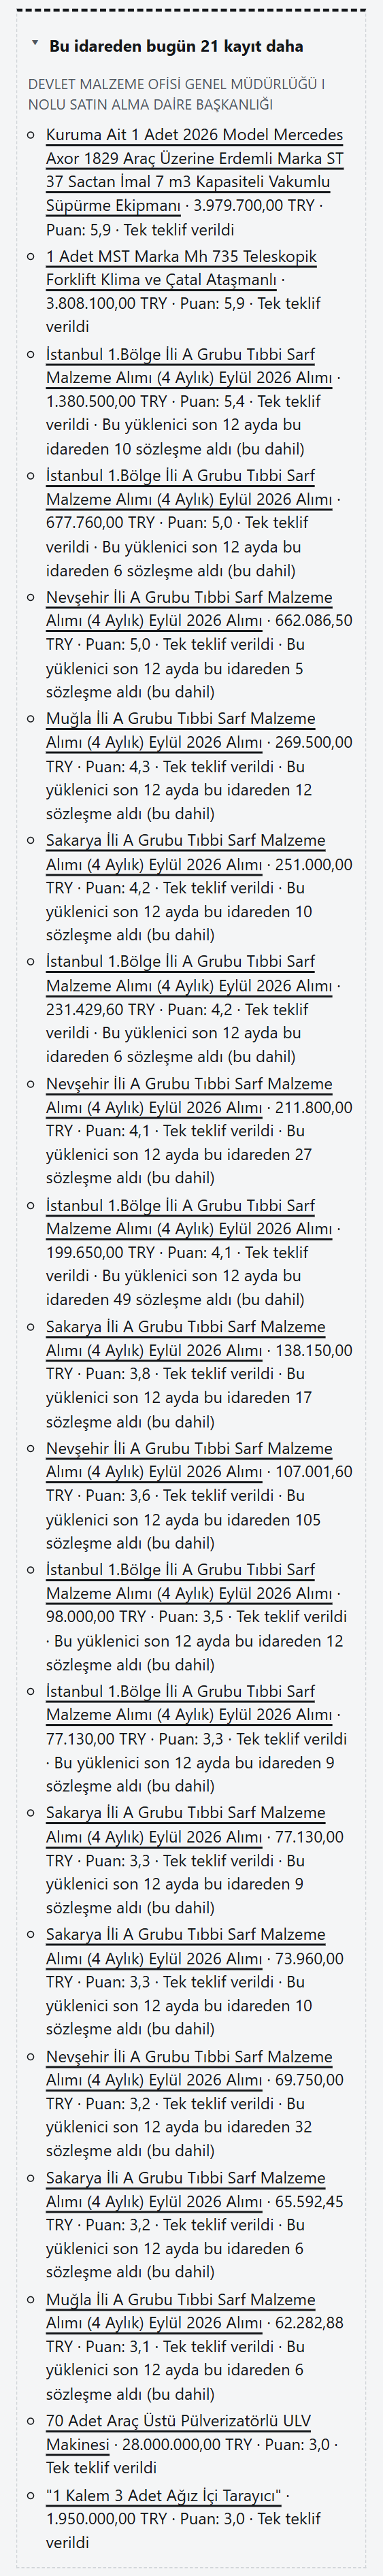 Bu idareden bugün 21 kayıt daha
DEVLET MALZEME OFİSİ GENEL MÜDÜRLÜĞÜ I
NOLU SATIN ALMA DAİRE BAŞKANLIĞI
Kuruma Ait 1 Adet 2026 Model Mercedes
Axor 1829 Araç Üzerine Erdemli Marka ST
37 Sactan İmal 7 m3 Kapasiteli Vakumlu
Süpürme Ekipmanı · 3.979.700,00 TRY ·
Puan: 5,9 · Tek teklif verildi
1 Adet MST Marka Mh 735 Teleskopik
Forklift Klima ve Çatal Ataşmanlı ·
3.808.100,00 TRY · Puan: 5,9 · Tek teklif
verildi
İstanbul 1.Bölge İli A Grubu Tıbbi Sarf
Malzeme Alımı (4 Aylık) Eylül 2026 Alımı ·
1.380.500,00 TRY · Puan: 5,4 · Tek teklif
verildi · Bu yüklenici son 12 ayda bu
idareden 10 sözleşme aldı (bu dahil)
İstanbul 1.Bölge İli A Grubu Tıbbi Sarf
Malzeme Alımı (4 Aylık) Eylül 2026 Alımı ·
677.760,00 TRY · Puan: 5,0 · Tek teklif
verildi · Bu yüklenici son 12 ayda bu
idareden 6 sözleşme aldı (bu dahil)
Nevşehir İli A Grubu Tıbbi Sarf Malzeme
Alımı (4 Aylık) Eylül 2026 Alımı · 662.086,50
TRY · Puan: 5,0 · Tek teklif verildi · Bu
yüklenici son 12 ayda bu idareden 5
sözleşme aldı (bu dahil)
Muğla İli A Grubu Tıbbi Sarf Malzeme
Alımı (4 Aylık) Eylül 2026 Alımı · 269.500,00
TRY · Puan: 4,3 · Tek teklif verildi · Bu
yüklenici son 12 ayda bu idareden 12
sözleşme aldı (bu dahil)
Sakarya İli A Grubu Tıbbi Sarf Malzeme
Alımı (4 Aylık) Eylül 2026 Alımı · 251.000,00
TRY · Puan: 4,2 · Tek teklif verildi · Bu
yüklenici son 12 ayda bu idareden 10
sözleşme aldı (bu dahil)
İstanbul 1.Bölge İli A Grubu Tıbbi Sarf
Malzeme Alımı (4 Aylık) Eylül 2026 Alımı ·
231.429,60 TRY · Puan: 4,2 · Tek teklif
verildi · Bu yüklenici son 12 ayda bu
idareden 6 sözleşme aldı (bu dahil)
Nevşehir İli A Grubu Tıbbi Sarf Malzeme
Alımı (4 Aylık) Eylül 2026 Alımı · 211.800,00
TRY · Puan: 4,1 · Tek teklif verildi · Bu
yüklenici son 12 ayda bu idareden 27
sözleşme aldı (bu dahil)
İstanbul 1.Bölge İli A Grubu Tıbbi Sarf
Malzeme Alımı (4 Aylık) Eylül 2026 Alımı ·
199.650,00 TRY · Puan: 4,1 · Tek teklif
verildi · Bu yüklenici son 12 ayda bu
idareden 49 sözleşme aldı (bu dahil)
Sakarya İli A Grubu Tıbbi Sarf Malzeme
Alımı (4 Aylık) Eylül 2026 Alımı · 138.150,00
TRY · Puan: 3,8 · Tek teklif verildi · Bu
yüklenici son 12 ayda bu idareden 17
sözleşme aldı (bu dahil)
Nevşehir İli A Grubu Tıbbi Sarf Malzeme
Alımı (4 Aylık) Eylül 2026 Alımı · 107.001,60
TRY · Puan: 3,6 · Tek teklif verildi · Bu
yüklenici son 12 ayda bu idareden 105
sözleşme aldı (bu dahil)
İstanbul 1.Bölge İli A Grubu Tıbbi Sarf
Malzeme Alımı (4 Aylık) Eylül 2026 Alımı ·
98.000,00 TRY · Puan: 3,5 · Tek teklif verildi
· Bu yüklenici son 12 ayda bu idareden 12
sözleşme aldı (bu dahil)
İstanbul 1.Bölge İli A Grubu Tıbbi Sarf
Malzeme Alımı (4 Aylık) Eylül 2026 Alımı ·
77.130,00 TRY · Puan: 3,3 · Tek teklif verildi
· Bu yüklenici son 12 ayda bu idareden 9
sözleşme aldı (bu dahil)
Sakarya İli A Grubu Tıbbi Sarf Malzeme
Alımı (4 Aylık) Eylül 2026 Alımı · 77.130,00
TRY · Puan: 3,3 · Tek teklif verildi · Bu
yüklenici son 12 ayda bu idareden 9
sözleşme aldı (bu dahil)
Sakarya İli A Grubu Tıbbi Sarf Malzeme
Alımı (4 Aylık) Eylül 2026 Alımı · 73.960,00
TRY · Puan: 3,3 · Tek teklif verildi · Bu
yüklenici son 12 ayda bu idareden 10
sözleşme aldı (bu dahil)
Nevşehir İli A Grubu Tıbbi Sarf Malzeme
Alımı (4 Aylık) Eylül 2026 Alımı · 69.750,00
TRY · Puan: 3,2 · Tek teklif verildi · Bu
yüklenici son 12 ayda bu idareden 32
sözleşme aldı (bu dahil)
Sakarya İli A Grubu Tıbbi Sarf Malzeme
Alımı (4 Aylık) Eylül 2026 Alımı · 65.592,45
TRY · Puan: 3,2 · Tek teklif verildi · Bu
yüklenici son 12 ayda bu idareden 6
sözleşme aldı (bu dahil)
Muğla İli A Grubu Tıbbi Sarf Malzeme
Alımı (4 Aylık) Eylül 2026 Alımı · 62.282,88
TRY · Puan: 3,1 · Tek teklif verildi · Bu
yüklenici son 12 ayda bu idareden 6
sözleşme aldı (bu dahil)
70 Adet Araç Üstü Pülverizatörlü ULV
Makinesi · 28.000.000,00 TRY · Puan: 3,0 ·
Tek teklif verildi
"1 Kalem 3 Adet Ağız İçi Tarayıcı" ·
1.950.000,00 TRY · Puan: 3,0 · Tek teklif
verildi